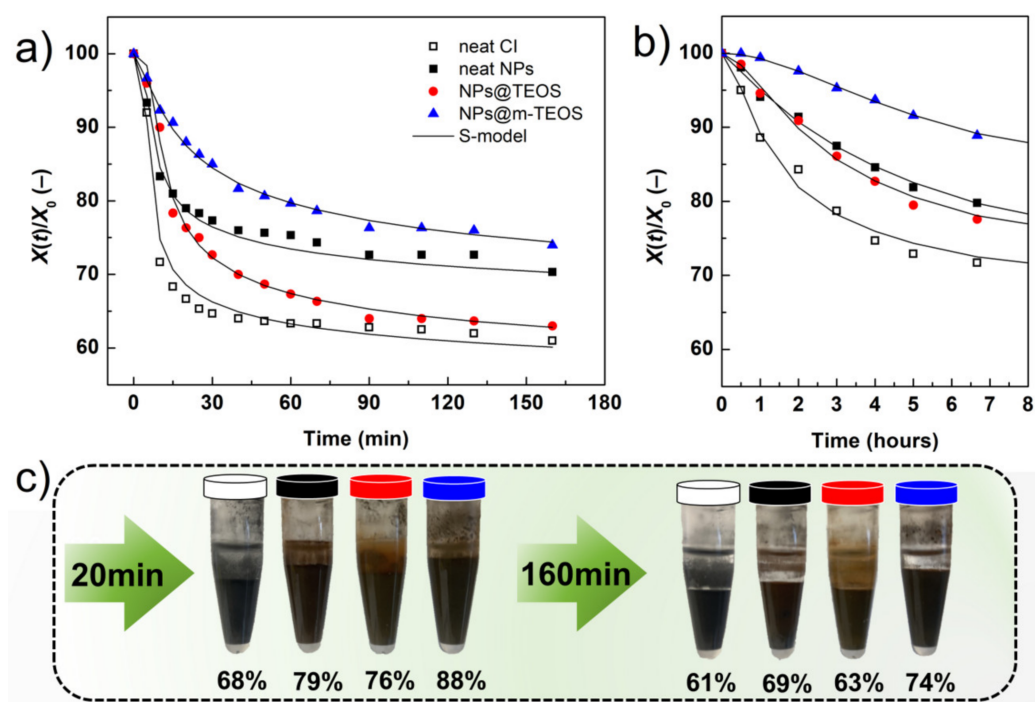 a)
neat CI
neat NPs
NPs@TEOS
NPs@m-TEOS
S-model
100
90
80
70
60
X(t)/X0 (–)
0 30 60 90 120 150 180
Time (min)
b)
100
90
80
70
60
X(t)/X0 (–)
0 1 2 3 4 5 6 7 8
Time (hours)
c)
20min
68% 79% 76% 88%
160min
61% 69% 63% 74%